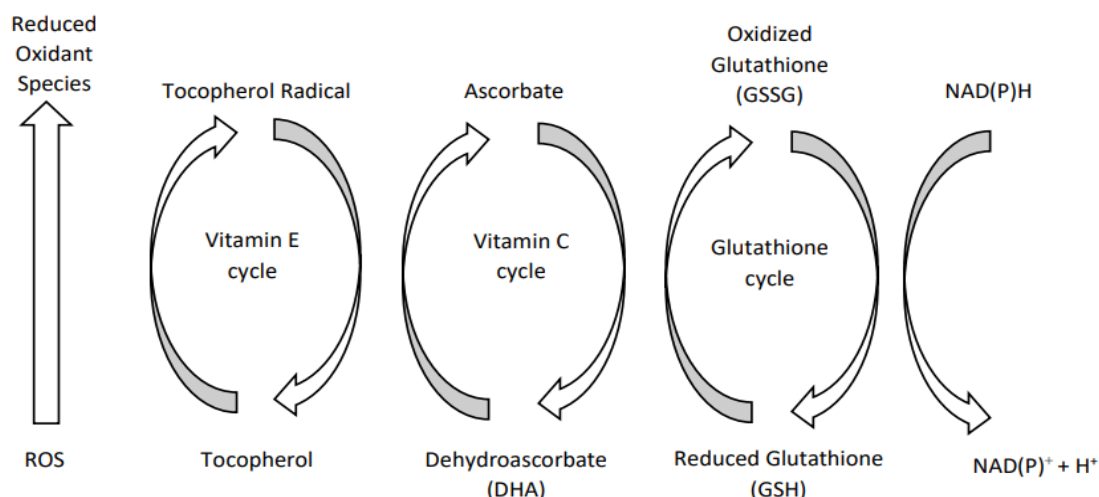 Reduced
Oxidant
Species
Tocopherol Radical
Ascorbate
Oxidized
Glutathione
(GSSG)
NAD(P)H
Vitamin E
cycle
Vitamin C
cycle
Glutathione
cycle
ROS
Tocopherol
Dehydroascorbate
(DHA)
Reduced Glutathione
(GSH)
NAD(P)⁺ + H⁺